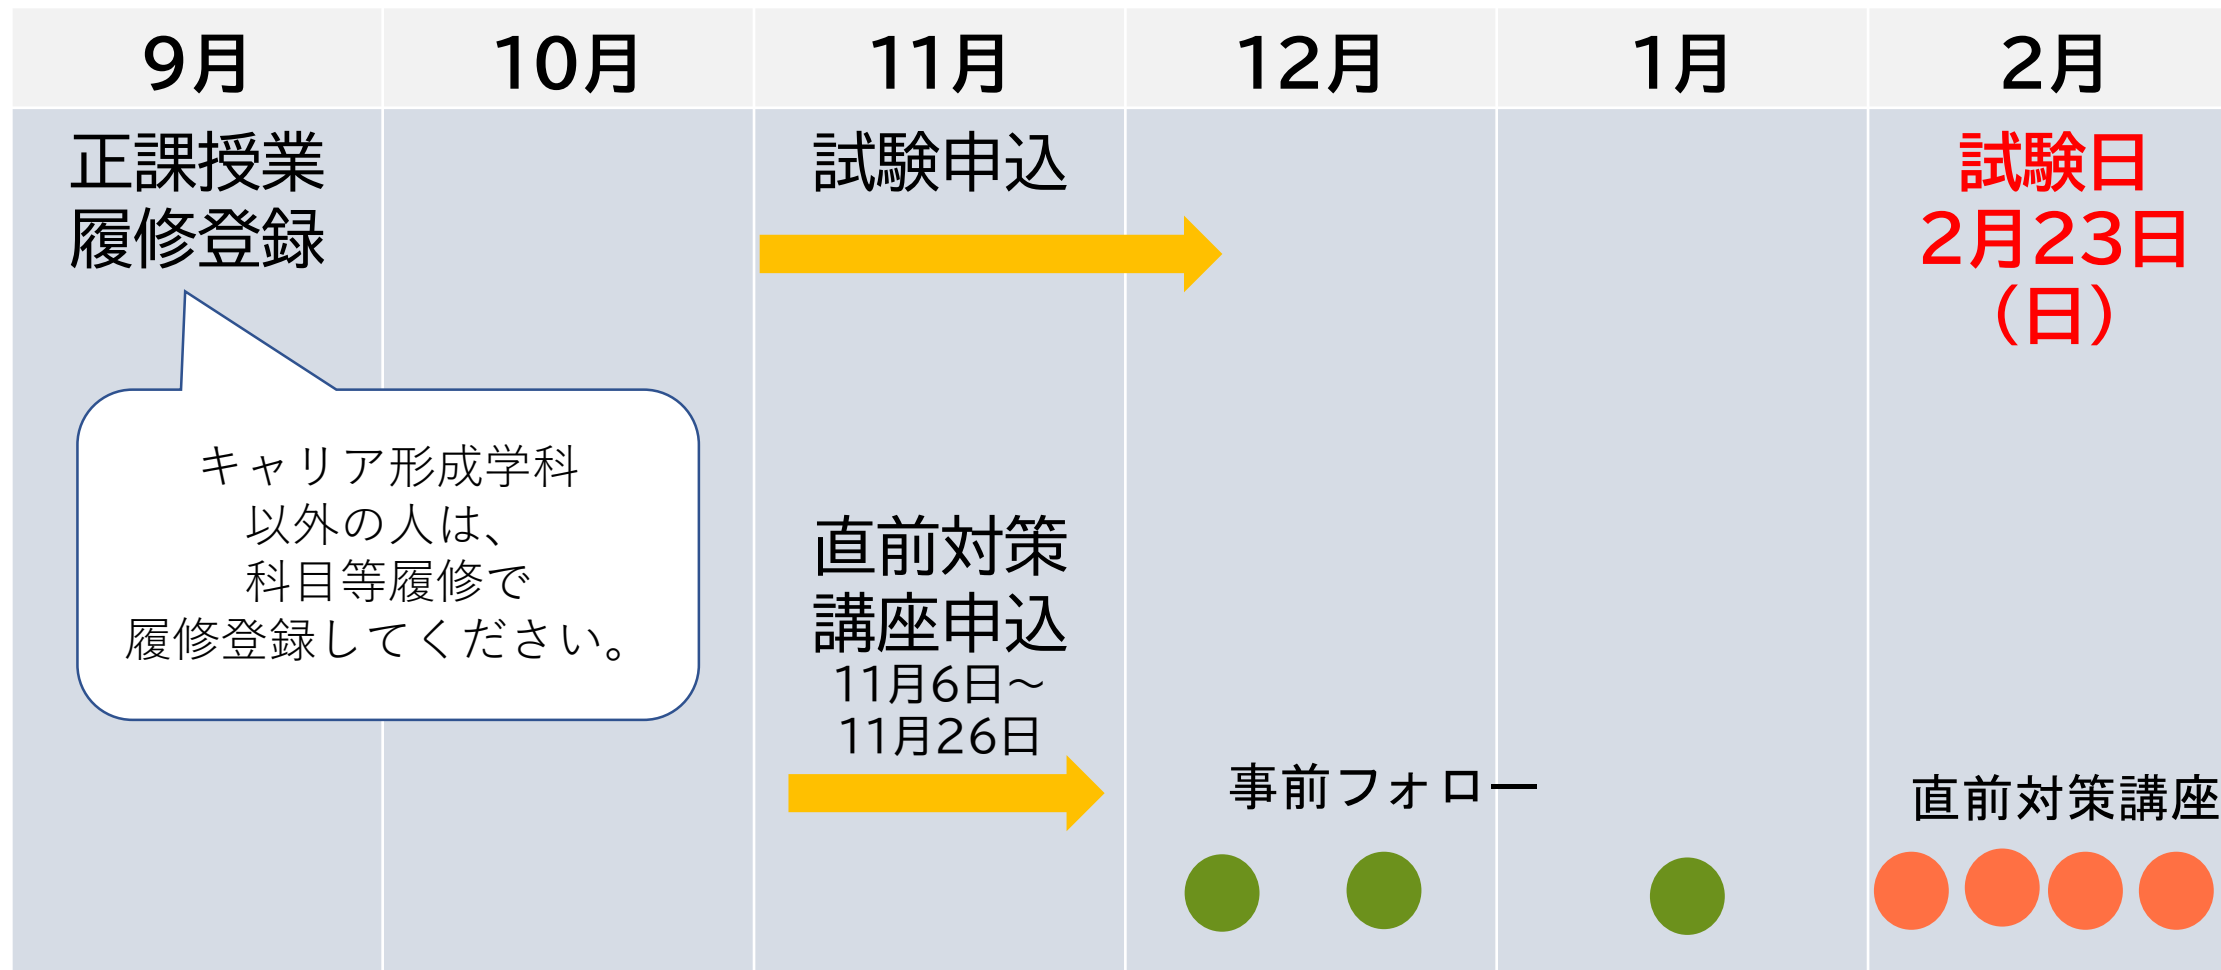 9月
10月
11月
12月
1月
2月
正課授業
履修登録
試験申込
試験日
2月23日
（日）
キャリア形成学科
以外の人は、
科目等履修で
履修登録してください。
直前対策
講座申込
11月6日～
11月26日
事前フォロー
直前対策講座